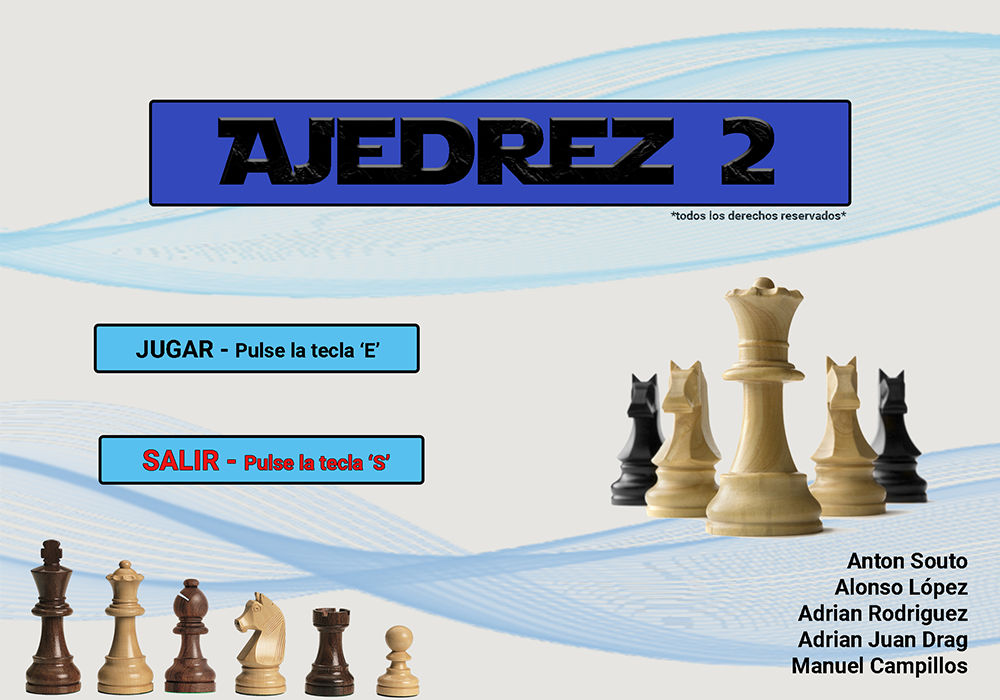 AJEDREZ 2
*todos los derechos reservados*
JUGAR - Pulse la tecla ‘E’
SALIR - Pulse la tecla ‘S’
Anton Souto
Alonso López
Adrian Rodriguez
Adrian Juan Drag
Manuel Campillos